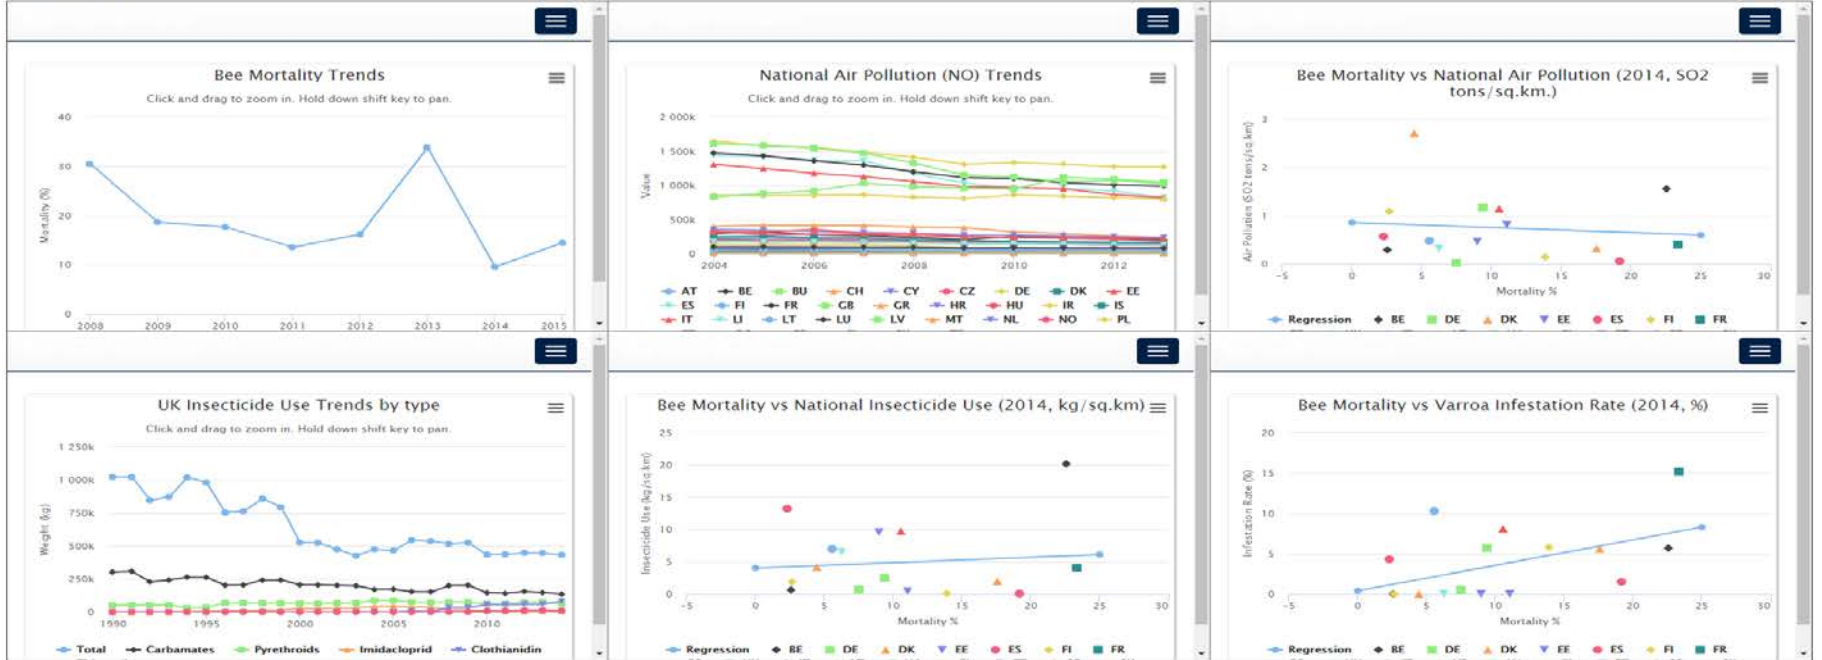 Bee Mortality Trends
Click and drag to zoom in. Hold down shift key to pan.
Mortality (%)
40
30
20
10
0
2008 2009 2010 2011 2012 2013 2014 2015
National Air Pollution (NO) Trends
Click and drag to zoom in. Hold down shift key to pan.
Value
2 000k
1 500k
1 000k
500k
0
2004 2006 2008 2010 2012
AT BE BU CH CY CZ DE DK EE
ES FI FR GB GR HR HU IR IS
IT LI LT LU LV MT NL NO PL
Bee Mortality vs National Air Pollution (2014, SO2
tons/sq.km.)
Air Pollution (SO2 tons/sq.km)
3
2
1
0
-5 0 5 10 15 20 25 30
Mortality %
Regression BE DE DK EE ES FI FR
UK Insecticide Use Trends by type
Click and drag to zoom in. Hold down shift key to pan.
Weight (kg)
1 250k
1 000k
750k
500k
250k
0
1990 1995 2000 2005 2010
Total Carbamates Pyrethroids Imidacloprid Clothianidin
Bee Mortality vs National Insecticide Use (2014, kg/sq.km)
Insecticide Use (kg/sq.km)
25
20
15
10
5
0
-5 0 5 10 15 20 25 30
Mortality %
Regression BE DE DK EE ES FI FR
Bee Mortality vs Varroa Infestation Rate (2014, %)
Infestation Rate (%)
20
15
10
5
0
-5 0 5 10 15 20 25 30
Mortality %
Regression BE DE DK EE ES FI FR